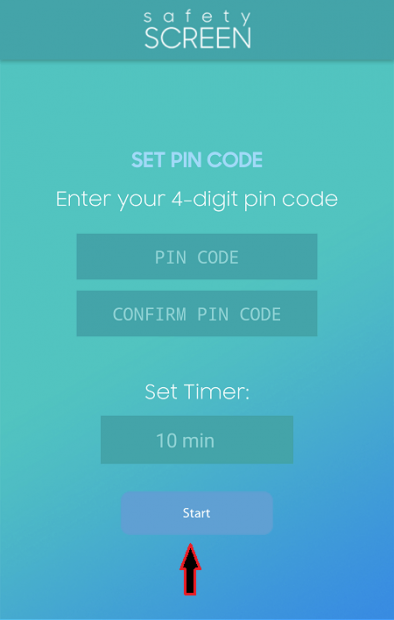 safety
SCREEN
SET PIN CODE
Enter your 4-digit pin code
PIN CODE
CONFIRM PIN CODE
Set Timer:
10 min
Start